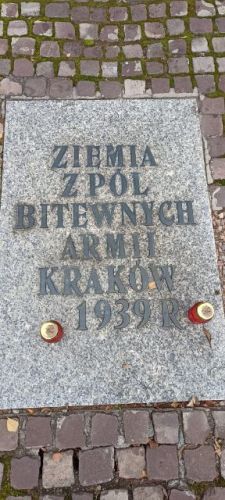 ZIEMIA
Z PÓL
BITEWNYCH
ARMII
KRAKÓW
1939 R